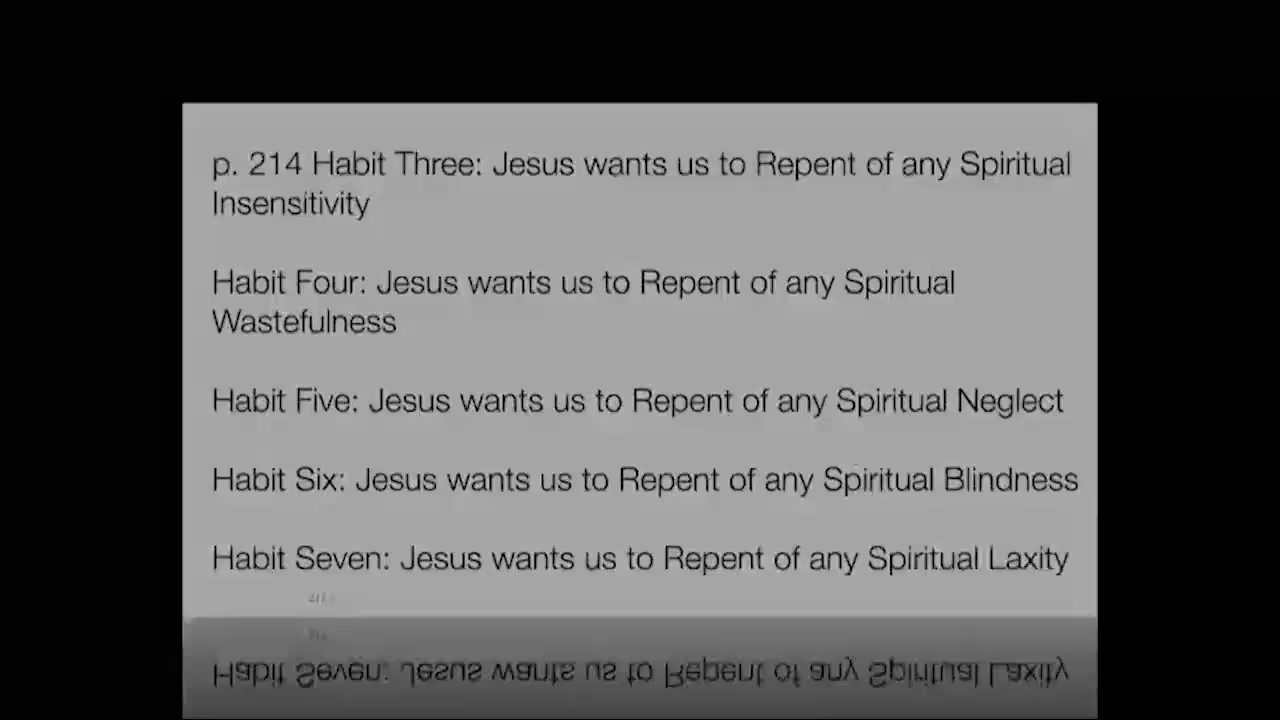 p. 214 Habit Three: Jesus wants us to Repent of any Spiritual
Insensitivity
Habit Four: Jesus wants us to Repent of any Spiritual
Wastefulness
Habit Five: Jesus wants us to Repent of any Spiritual Neglect
Habit Six: Jesus wants us to Repent of any Spiritual Blindness
Habit Seven: Jesus wants us to Repent of any Spiritual Laxity